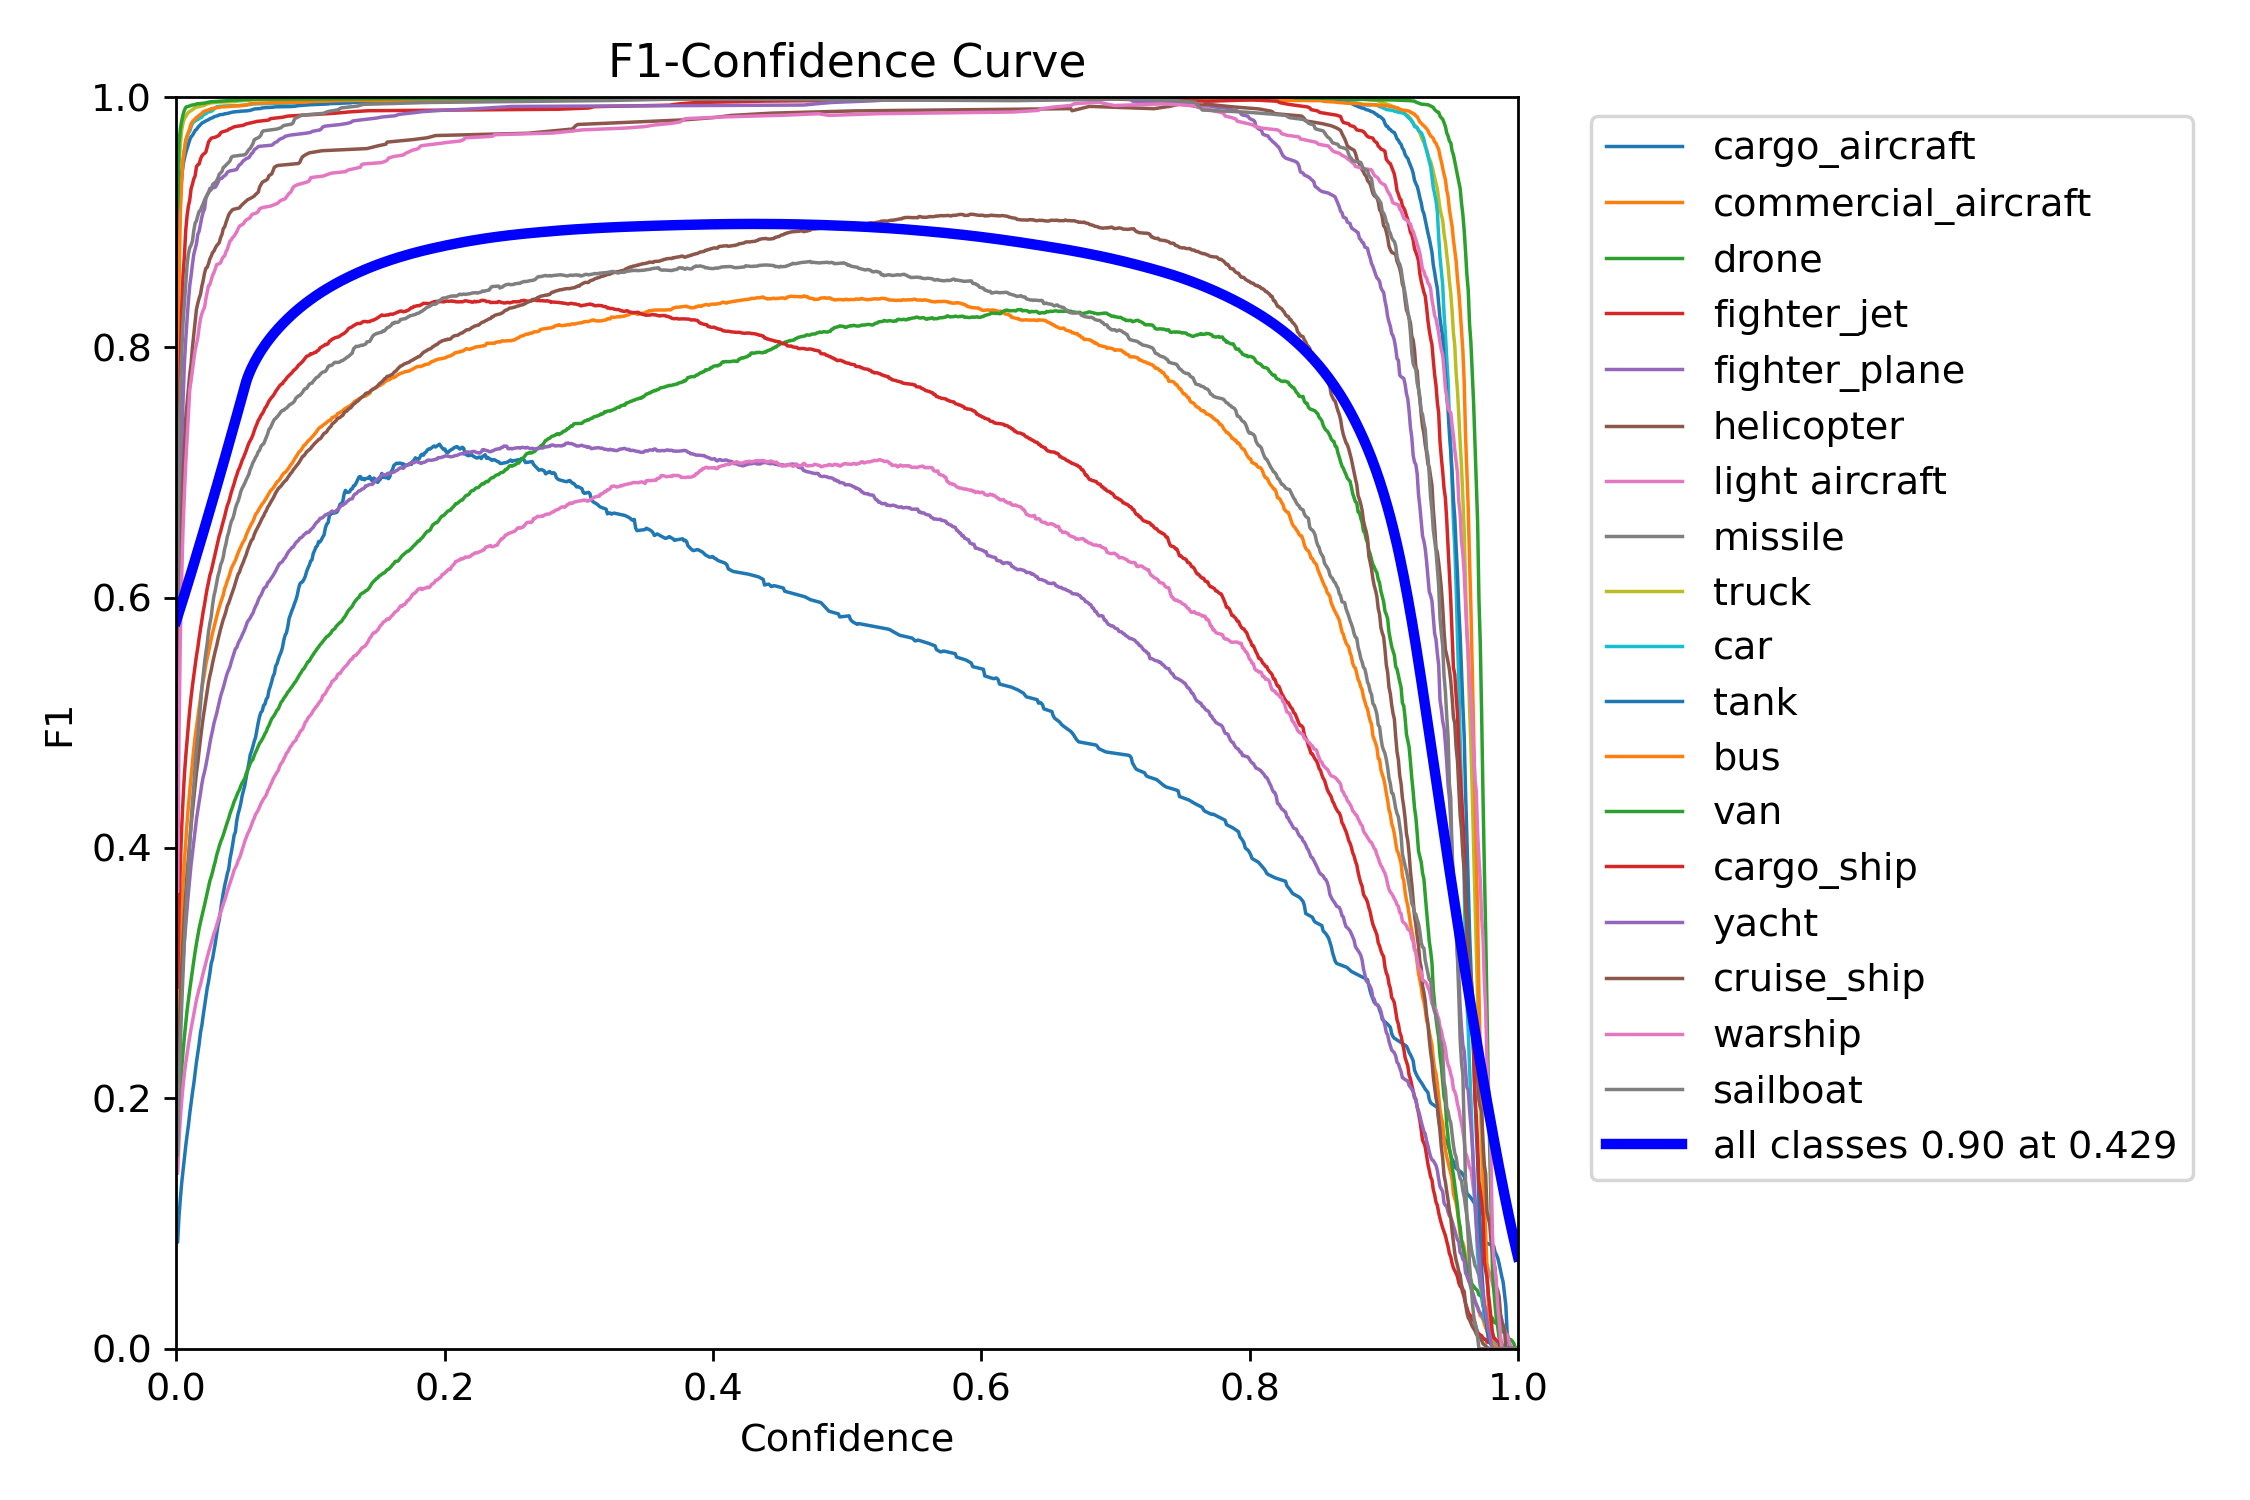 F1-Confidence Curve
1.0
0.8
0.6
0.4
0.2
0.0
F1
0.0 0.2 0.4 0.6 0.8 1.0
Confidence
cargo_aircraft
commercial_aircraft
drone
fighter_jet
fighter_plane
helicopter
light aircraft
missile
truck
car
tank
bus
van
cargo_ship
yacht
cruise_ship
warship
sailboat
all classes 0.90 at 0.429